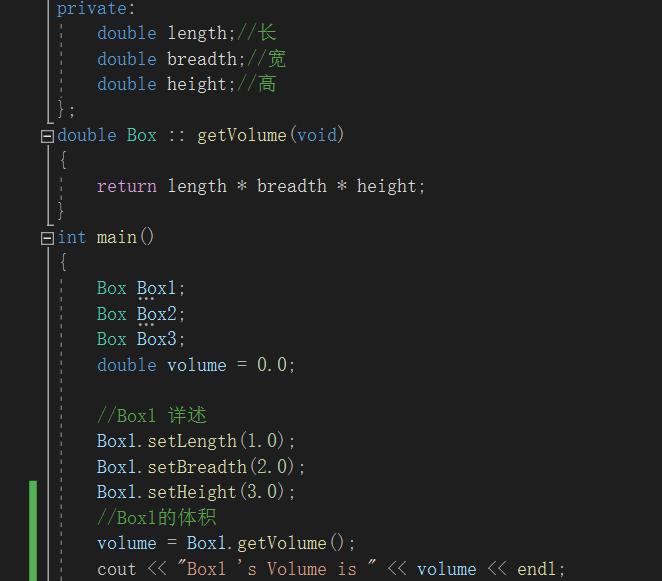 private:
double length;//长
double breadth;//宽
double height;//高
};
double Box :: getVolume(void)
{
return length * breadth * height;
}
int main()
{
Box Box1;
Box Box2;
Box Box3;
double volume = 0.0;
//Box1 详述
Box1.setLength(1.0);
Box1.setBreadth(2.0);
Box1.setHeight(3.0);
//Box1的体积
volume = Box1.getVolume();
cout << "Box1 's Volume is " << volume << endl;